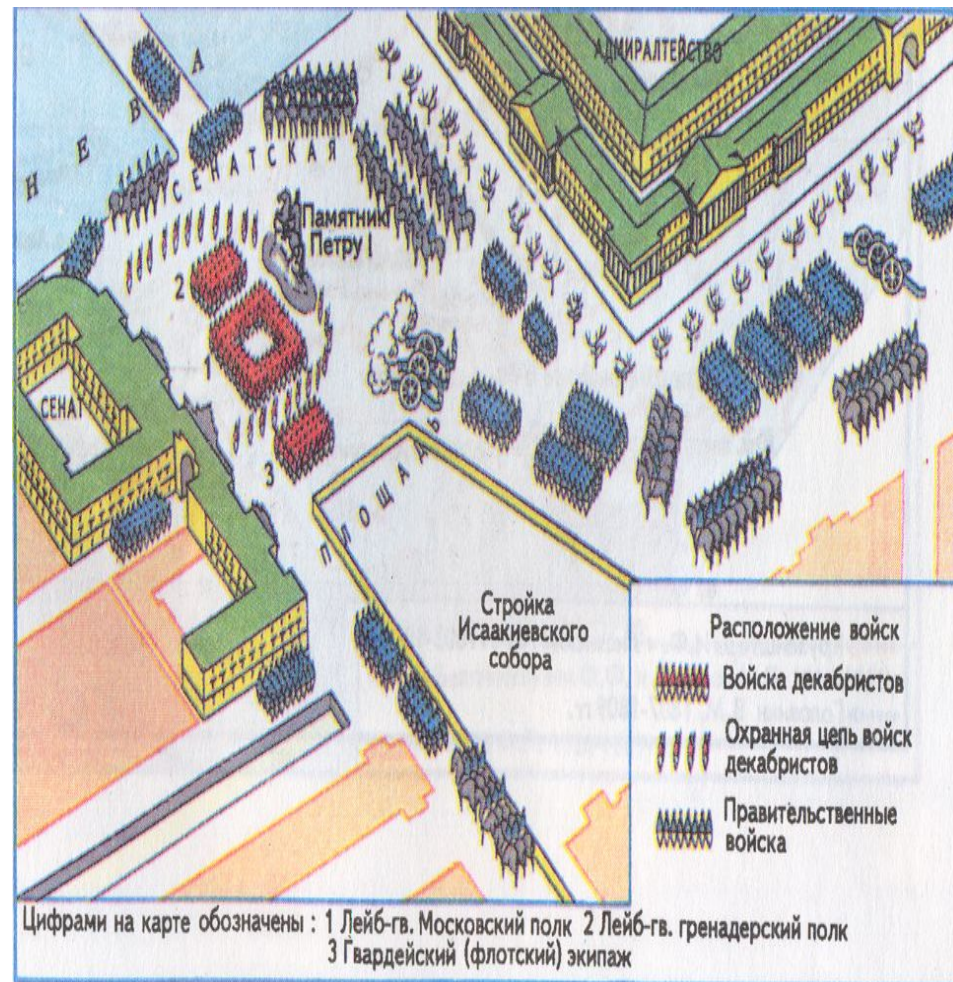 АДМИРАЛТЕЙСТВО
НЕВА
СЕНАТСКАЯ
Памятник
Петру I
2
1
3
СЕНАТ
ПЛОЩАДЬ
Стройка
Исаакиевского
собора
Расположение войск
Войска декабристов
Охранная цепь войск
декабристов
Правительственные
войска
Цифрами на карте обозначены : 1 Лейб-гв. Московский полк 2 Лейб-гв. гренадерский полк
3 Гвардейский (флотский) экипаж